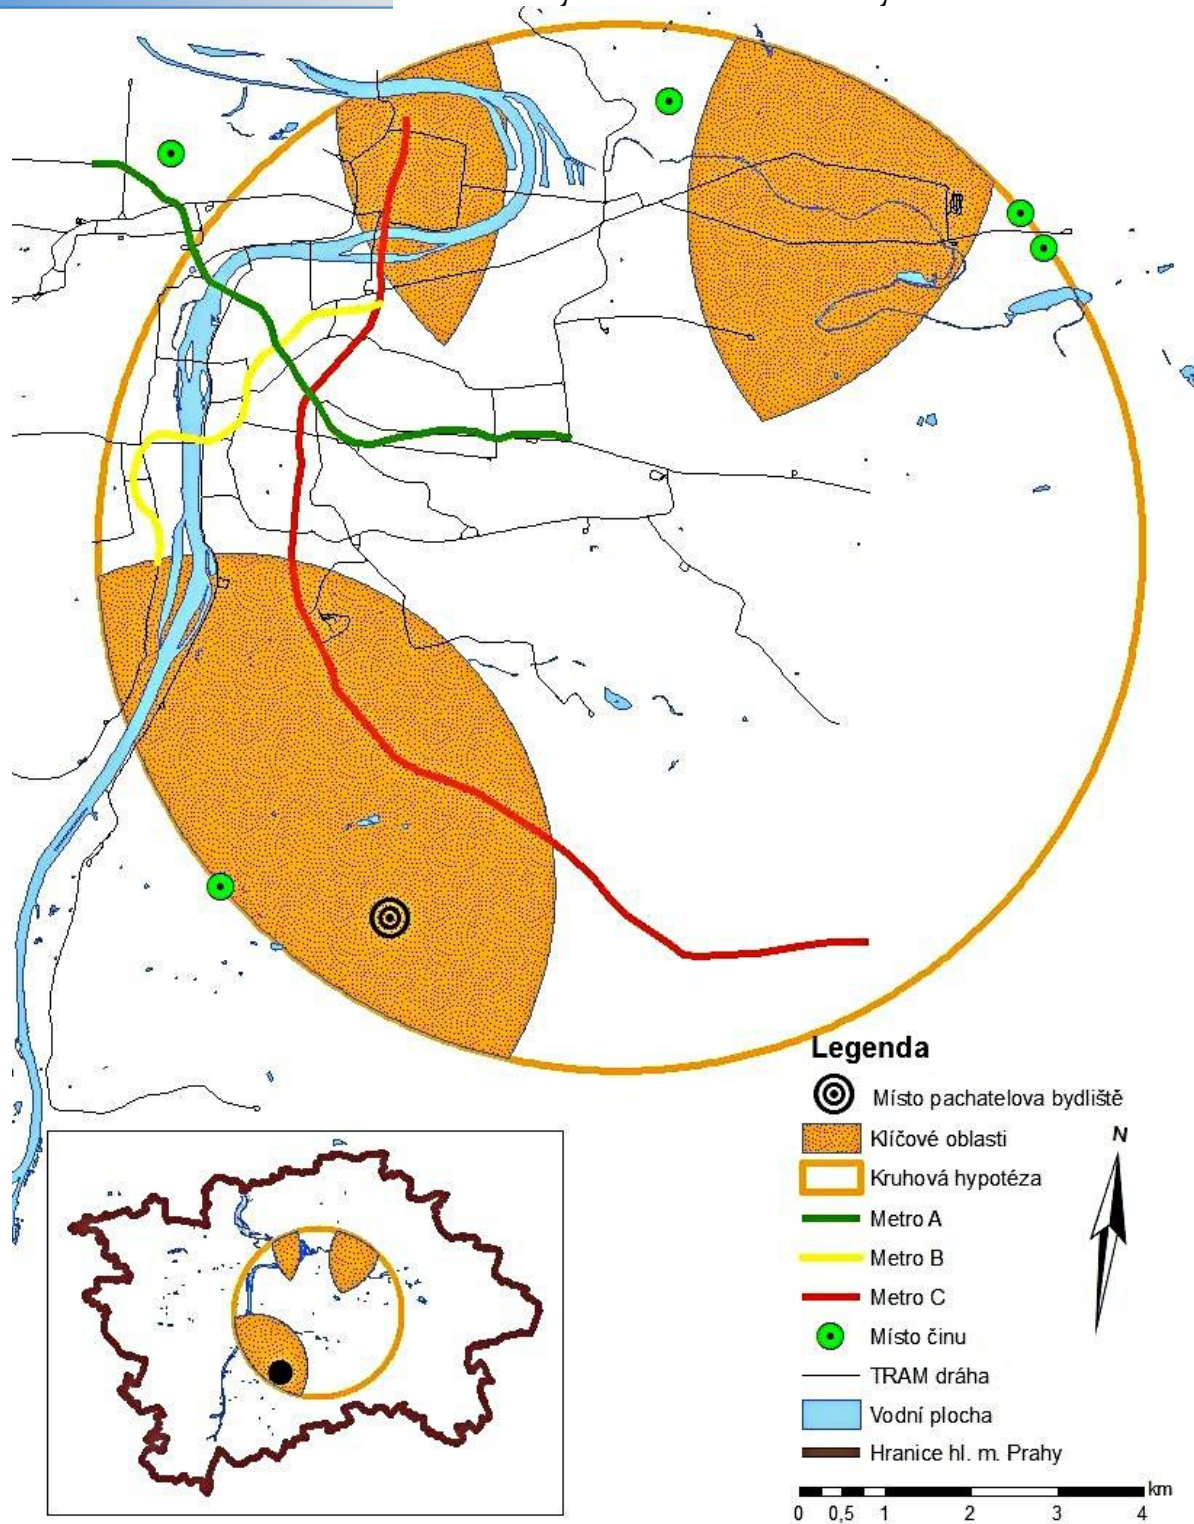 Legenda
Místo pachatelova bydliště
Klíčové oblasti
Kruhová hypotéza
Metro A
Metro B
Metro C
Místo činu
TRAM dráha
Vodní plocha
Hranice hl. m. Prahy
N
km
0 0,5 1 2 3 4